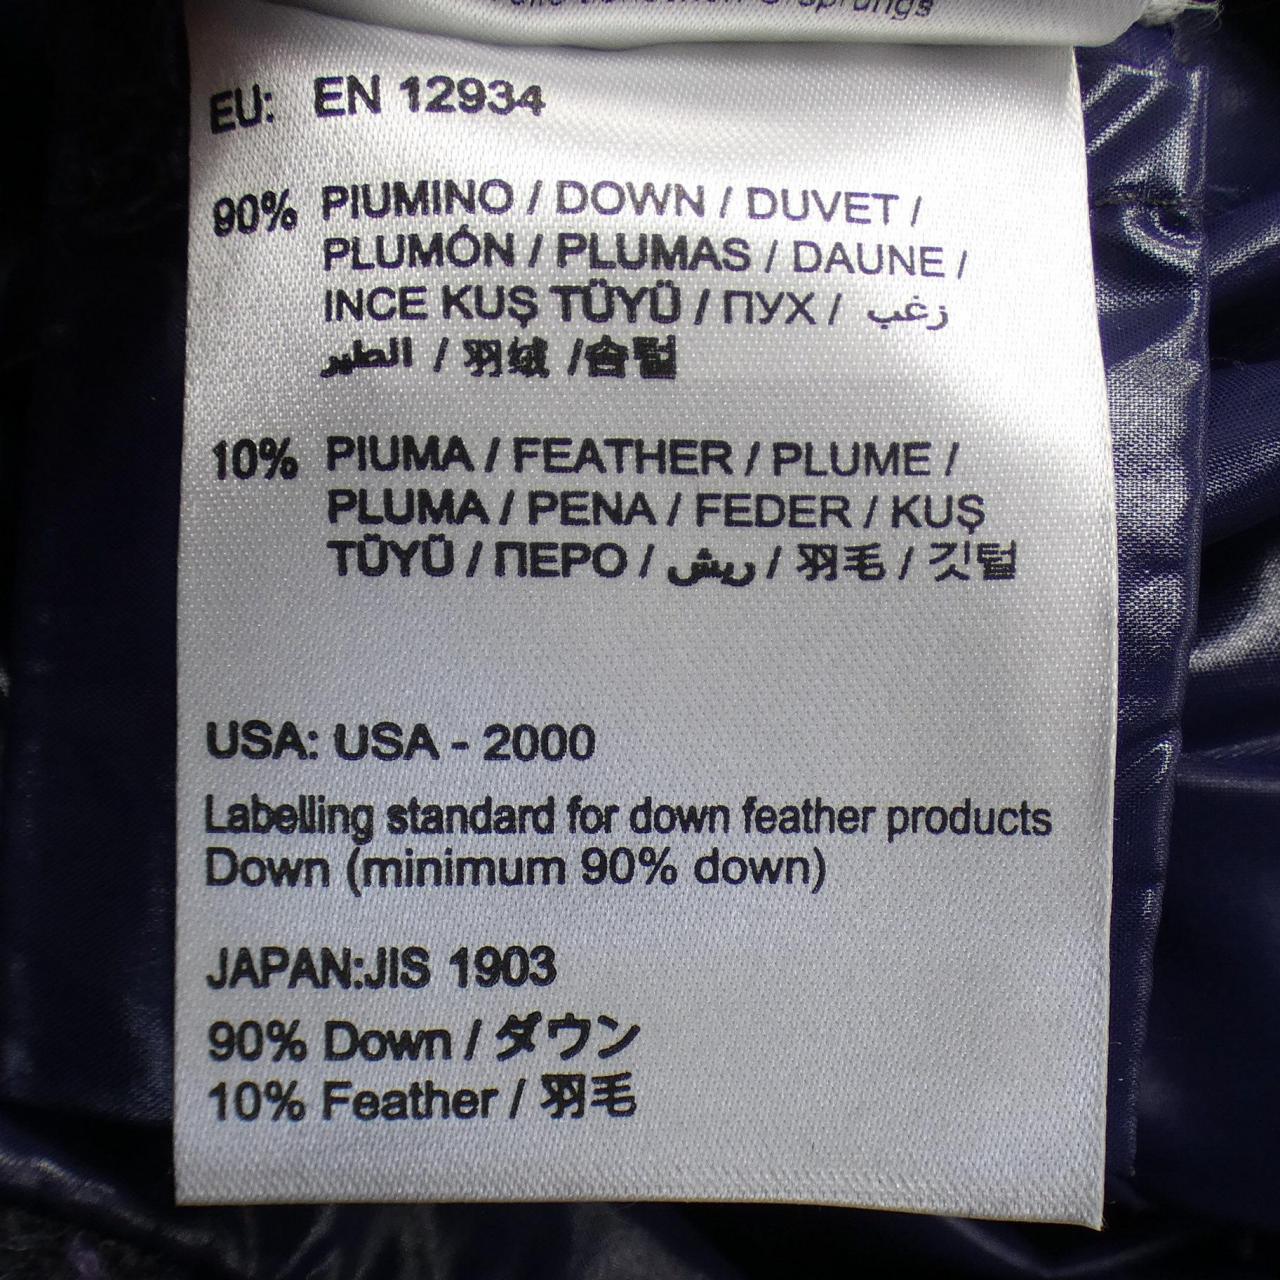 EU: EN 12934
90% PIUMINO / DOWN / DUVET /
PLUMÓN / PLUMAS / DAUNE /
INCE KUŞ TÜYÜ / ПУХ / زغب
الطير / 羽绒 /솜털
10% PIUMA / FEATHER / PLUME /
PLUMA / PENA / FEDER / KUŞ
TÜYÜ / ПЕРО / ريش / 羽毛 / 깃털
USA: USA - 2000
Labelling standard for down feather products
Down (minimum 90% down)
JAPAN:JIS 1903
90% Down / ダウン
10% Feather / 羽毛